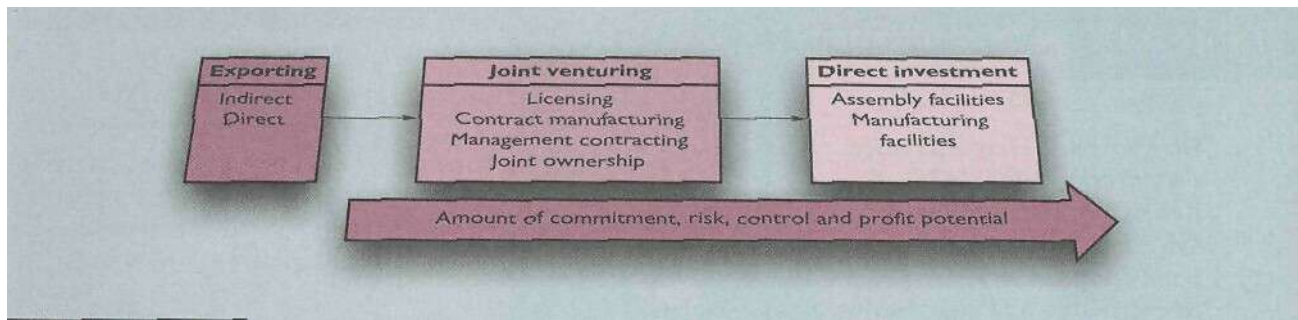 Exporting
Indirect
Direct
Joint venturing
Licensing
Contract manufacturing
Management contracting
Joint ownership
Direct investment
Assembly facilities
Manufacturing
facilities
Amount of commitment, risk, control and profit potential